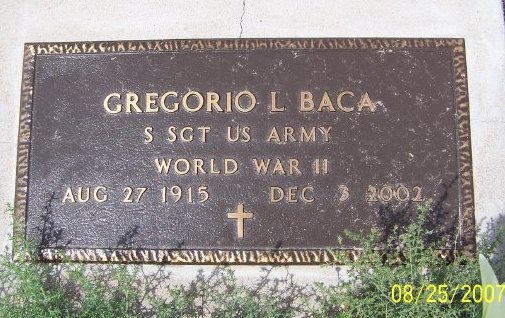 GREGORIO L BACA
S SGT US ARMY
WORLD WAR II
AUG 27 1915 DEC 3 2002
08/25/2007